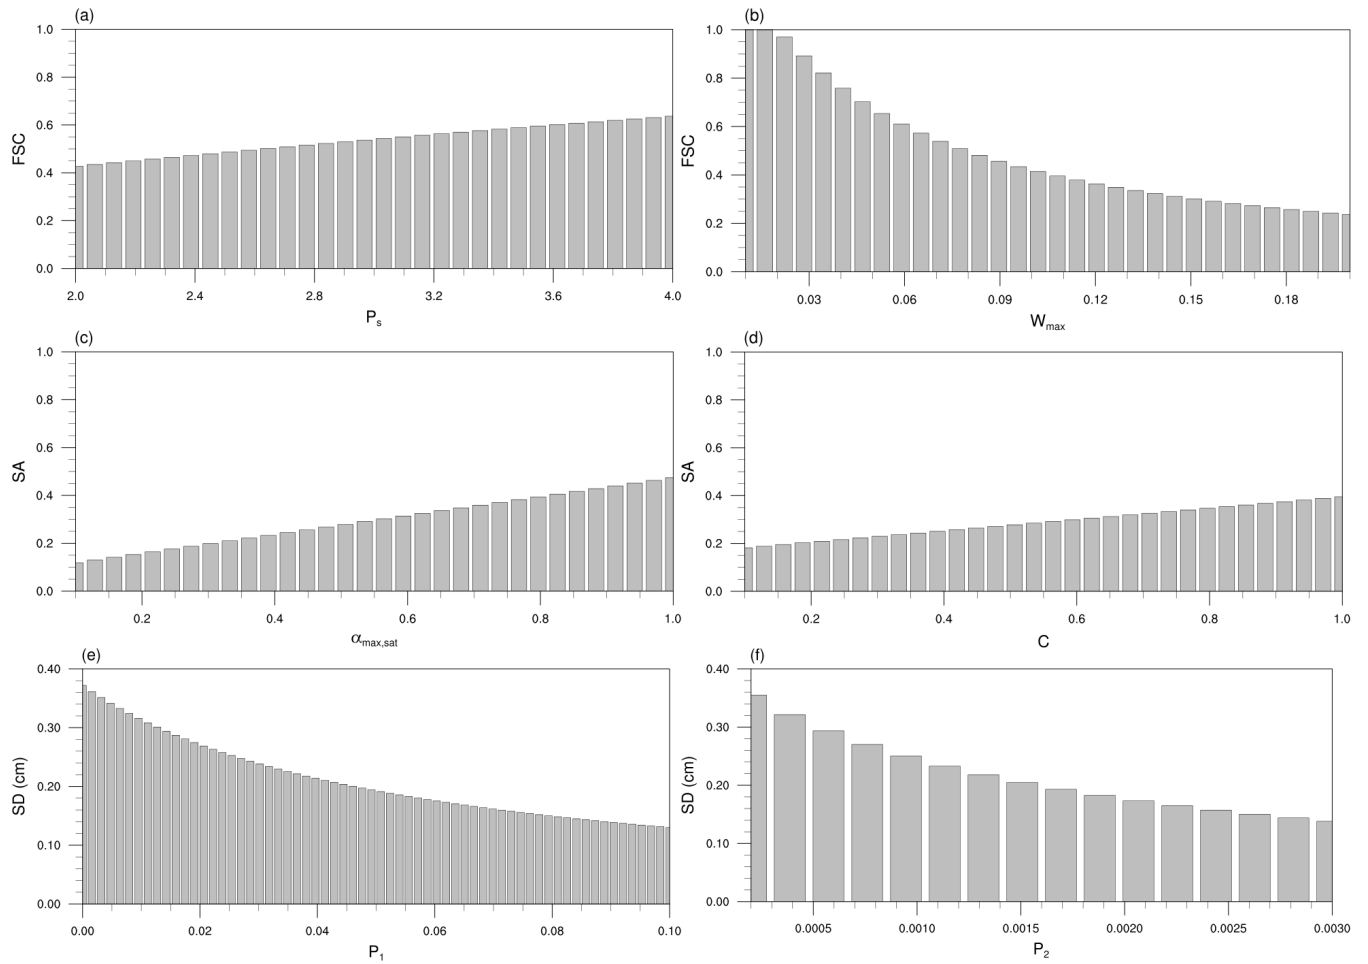 (a)
1.0
0.8
0.6
0.4
0.2
0.0
FSC
2.0 2.4 2.8 3.2 3.6 4.0
Ps
(b)
1.0
0.8
0.6
0.4
0.2
0.0
FSC
0.03 0.06 0.09 0.12 0.15 0.18
Wmax
(c)
1.0
0.8
0.6
0.4
0.2
0.0
SA
0.2 0.4 0.6 0.8 1.0
αmax,sat
(d)
1.0
0.8
0.6
0.4
0.2
0.0
SA
0.2 0.4 0.6 0.8 1.0
C
(e)
0.40
0.30
0.20
0.10
0.00
SD (cm)
0.00 0.02 0.04 0.06 0.08 0.10
P1
(f)
0.40
0.30
0.20
0.10
0.00
SD (cm)
0.0005 0.0010 0.0015 0.0020 0.0025 0.0030
P2